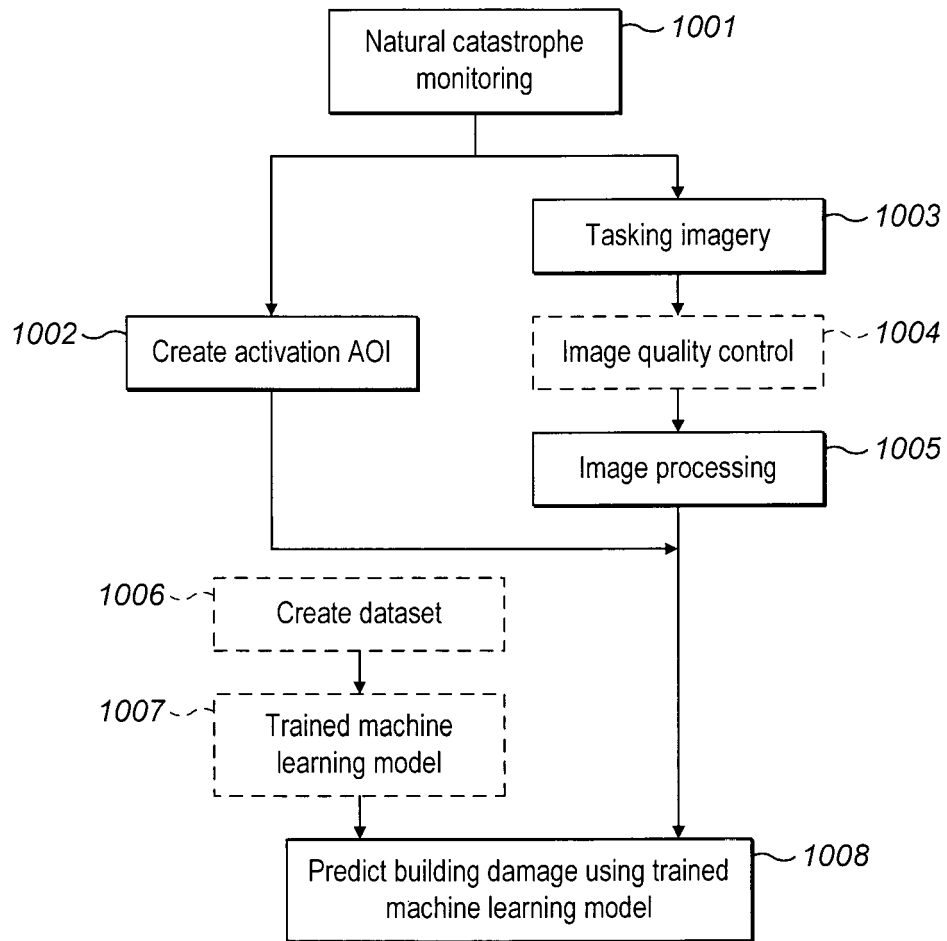 Natural catastrophe
monitoring
1001
Tasking imagery
1003
1002
Create activation AOI
Image quality control
1004
Image processing
1005
1006
Create dataset
1007
Trained machine
learning model
Predict building damage using trained
machine learning model
1008